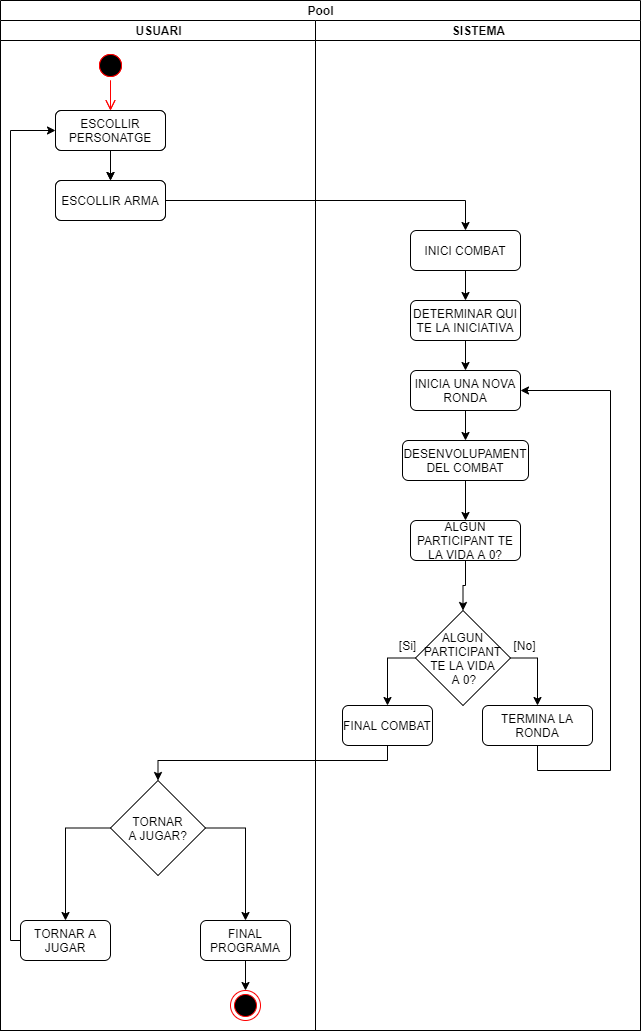 Pool
USUARI
SISTEMA
ESCOLLIR
PERSONATGE
ESCOLLIR ARMA
INICI COMBAT
DETERMINAR QUI
TE LA INICIATIVA
INICIA UNA NOVA
RONDA
DESENVOLUPAMENT
DEL COMBAT
ALGUN
PARTICIPANT TE
LA VIDA A 0?
ALGUN
PARTICIPANT
TE LA VIDA
A 0?
[Si]
[No]
FINAL COMBAT
TERMINA LA
RONDA
TORNAR
A JUGAR?
TORNAR A
JUGAR
FINAL
PROGRAMA